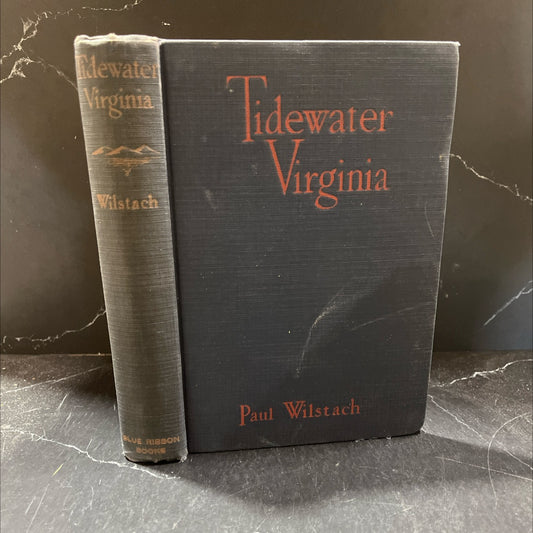 Tidewater
Virginia
Wilstach
BLUE RIBBON
BOOKS
Tidewater
Virginia
Paul Wilstach